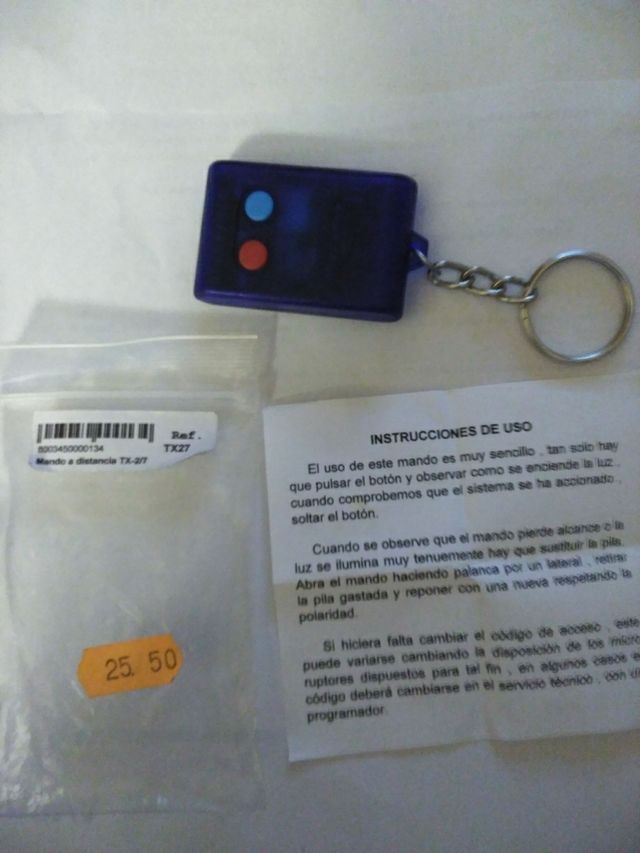 8003450000134
Ref.
TX27
Mando a distancia TX-2/7
25. 50
INSTRUCCIONES DE USO
El uso de este mando es muy sencillo , tan solo hay
que pulsar el botón y observar como se enciende la luz ,
cuando comprobemos que el sistema se ha accionado ,
soltar el botón.
Cuando se observe que el mando pierde alcance o la
luz se ilumina muy tenuemente hay que sustituir la pila.
Abra el mando haciendo palanca por un lateral , retirar
la pila gastada y reponer con una nueva respetando la
polaridad.
Si hiciera falta cambiar el código de acceso , este
puede variarse cambiando la disposición de los micro
ruptores dispuestos para tal fin , en algunos casos e
código deberá cambiarse en el servicio técnico , con
programador.